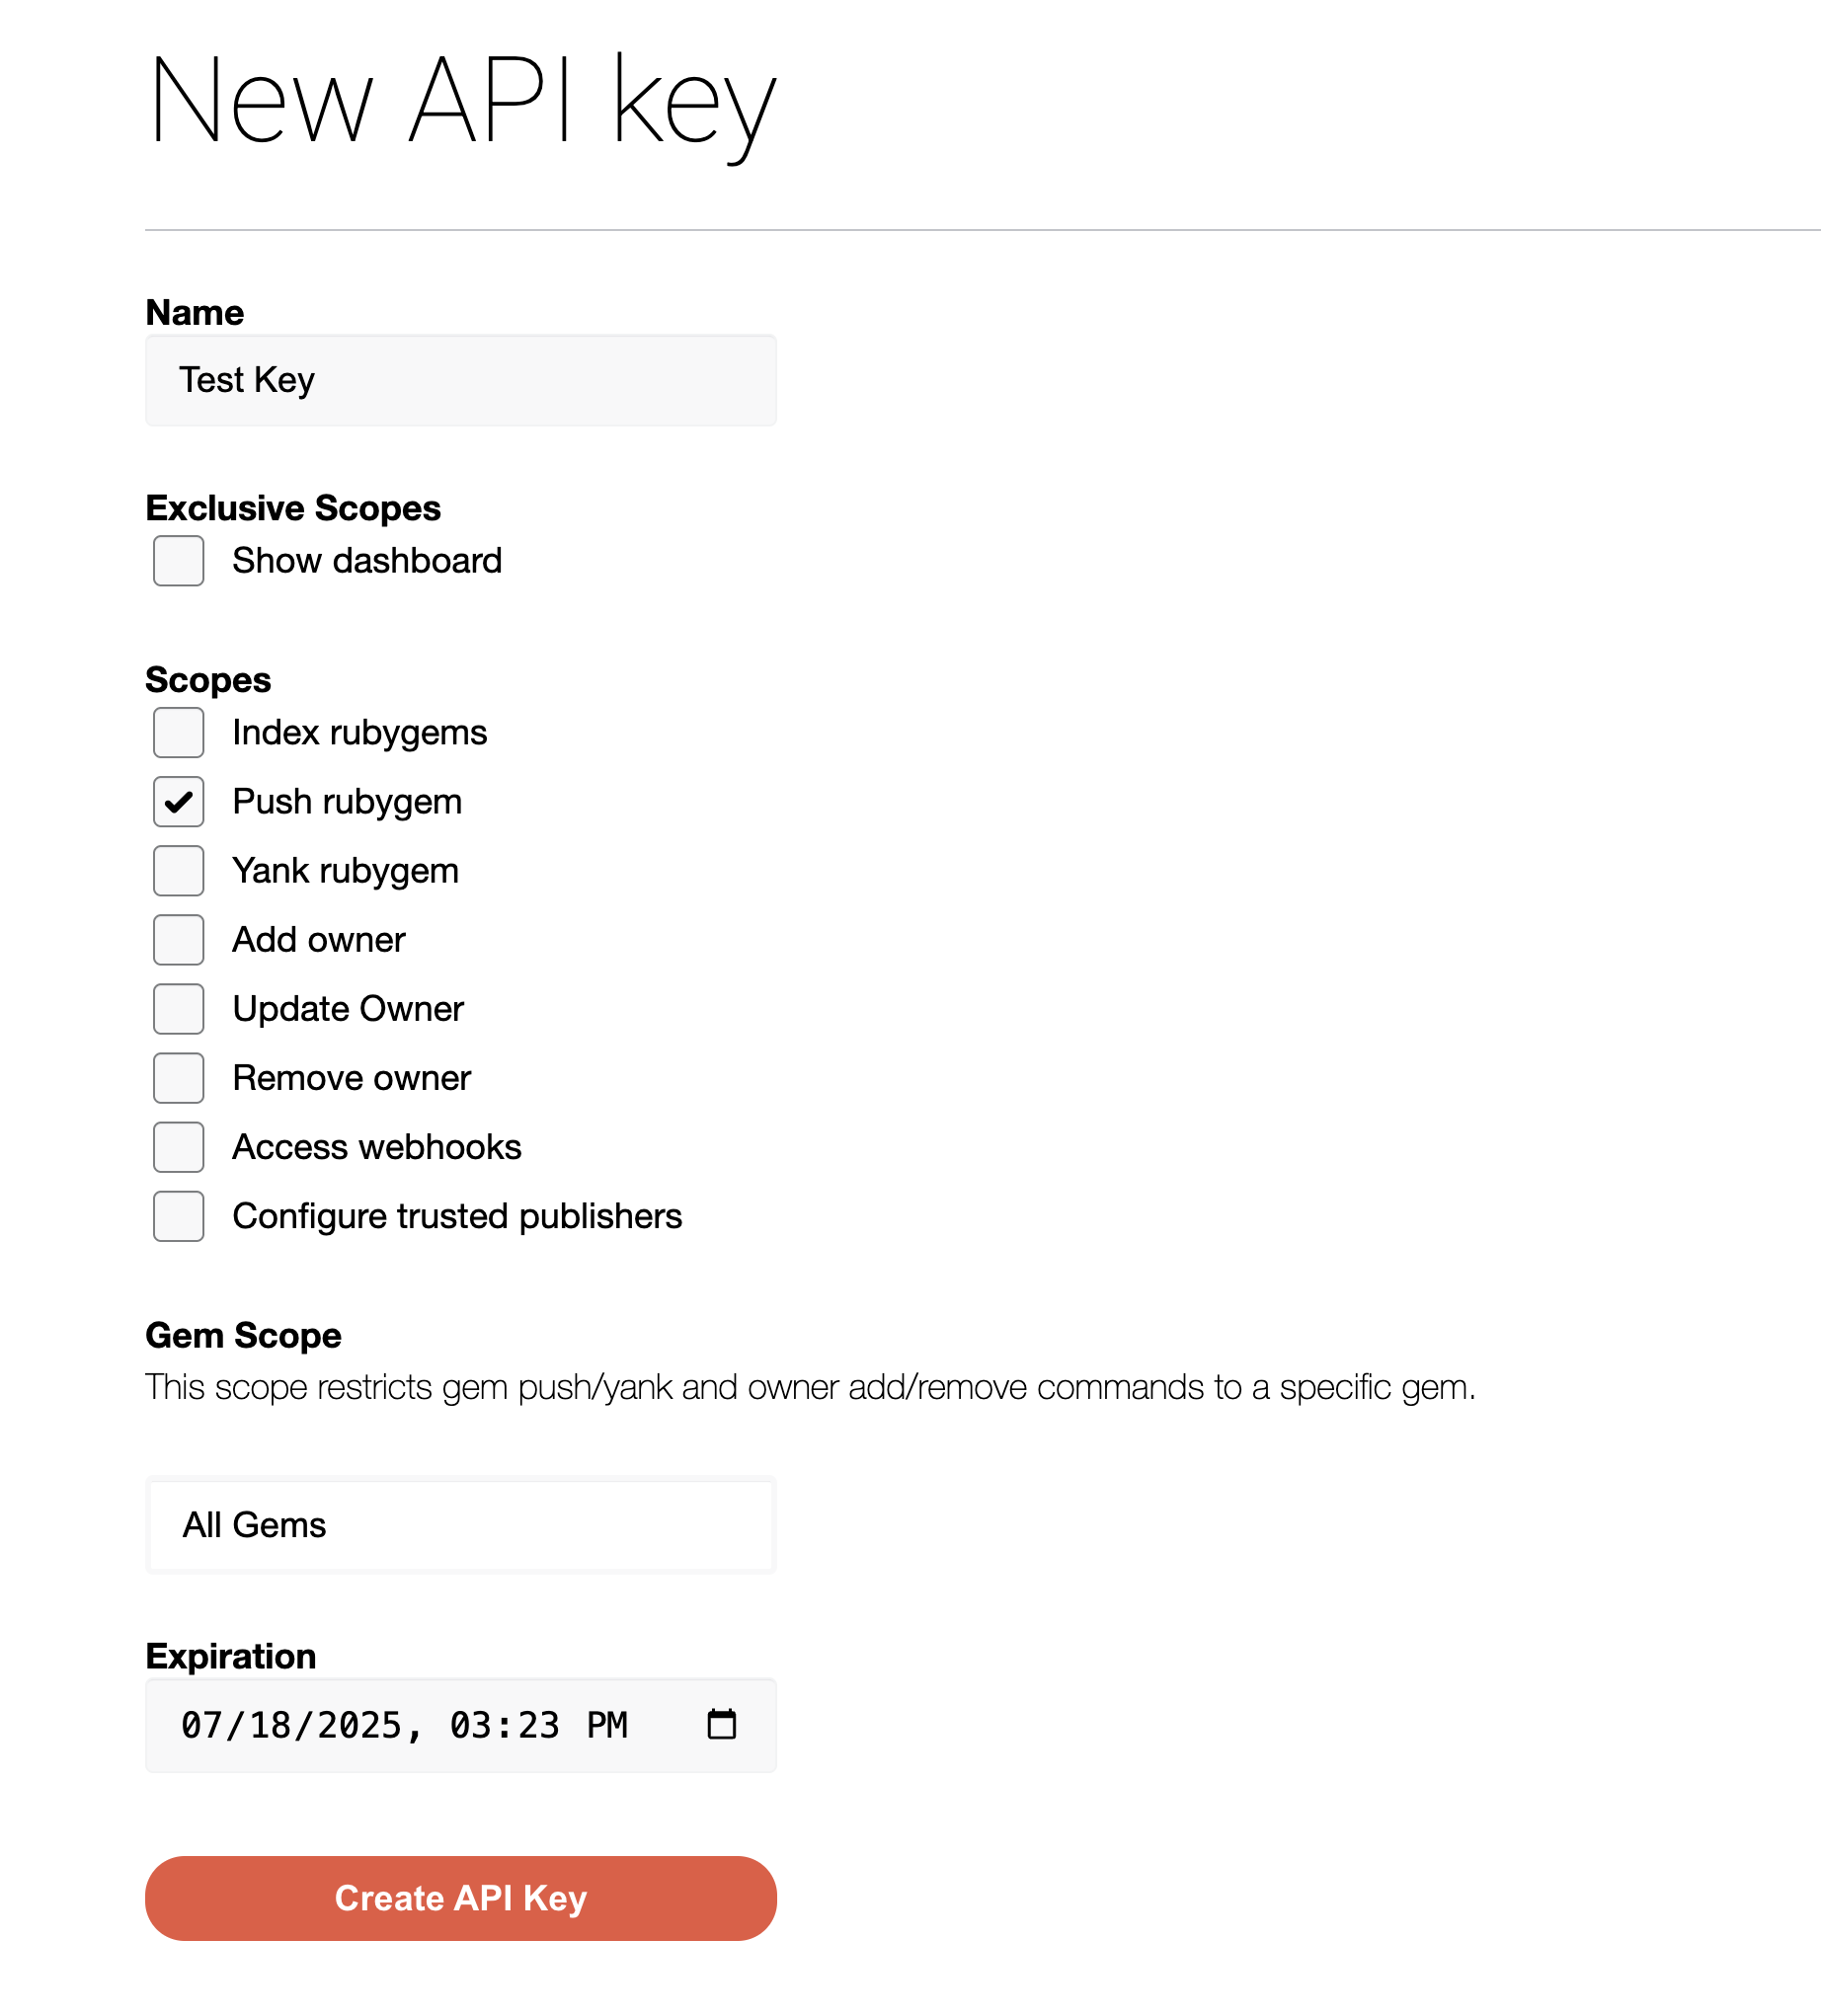 New API key
Name
Test Key
Exclusive Scopes
Show dashboard
Scopes
Index rubygems
Push rubygem
Yank rubygem
Add owner
Update Owner
Remove owner
Access webhooks
Configure trusted publishers
Gem Scope
This scope restricts gem push/yank and owner add/remove commands to a specific gem.
All Gems
Expiration
07/18/2025, 03:23 PM
Create API Key